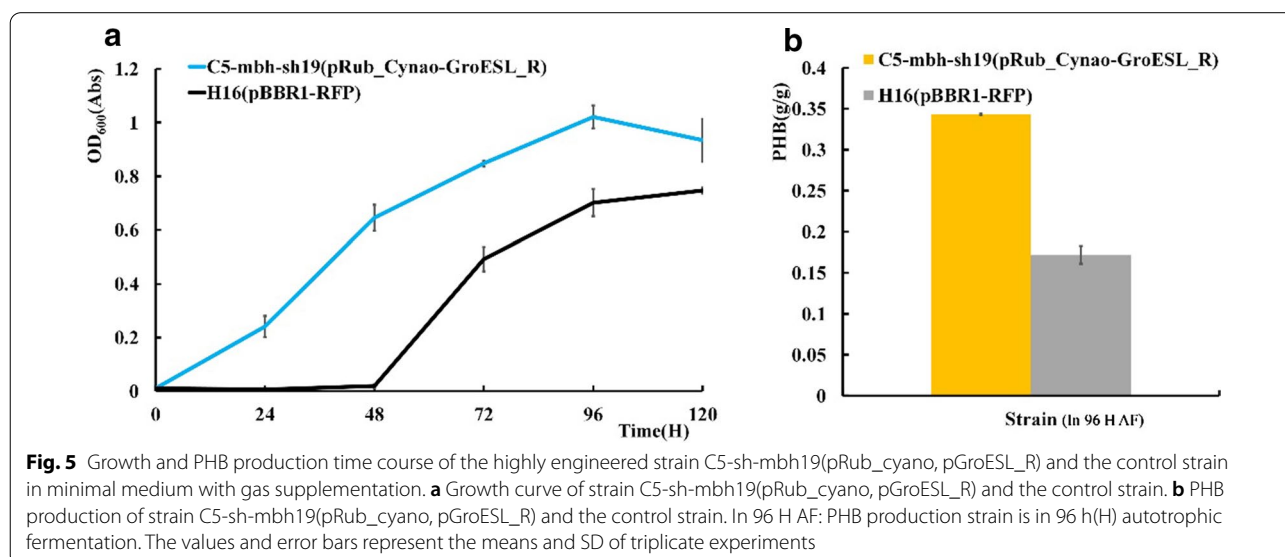 a
C5-mbh-sh19(pRub_Cynao-GroESL_R)
H16(pBBR1-RFP)
OD600(Abs)
1.2
1
0.8
0.6
0.4
0.2
0
0 24 48 72 96 120
Time(H)
b
C5-mbh-sh19(pRub_Cynao-GroESL_R)
H16(pBBR1-RFP)
PHB(g/g)
0.4
0.35
0.3
0.25
0.2
0.15
0.1
0.05
0
Strain (In 96 H AF)
Fig. 5 Growth and PHB production time course of the highly engineered strain C5-sh-mbh19(pRub_cyano, pGroESL_R) and the control strain
in minimal medium with gas supplementation. a Growth curve of strain C5-sh-mbh19(pRub_cyano, pGroESL_R) and the control strain. b PHB
production of strain C5-sh-mbh19(pRub_cyano, pGroESL_R) and the control strain. In 96 H AF: PHB production strain is in 96 h(H) autotrophic
fermentation. The values and error bars represent the means and SD of triplicate experiments